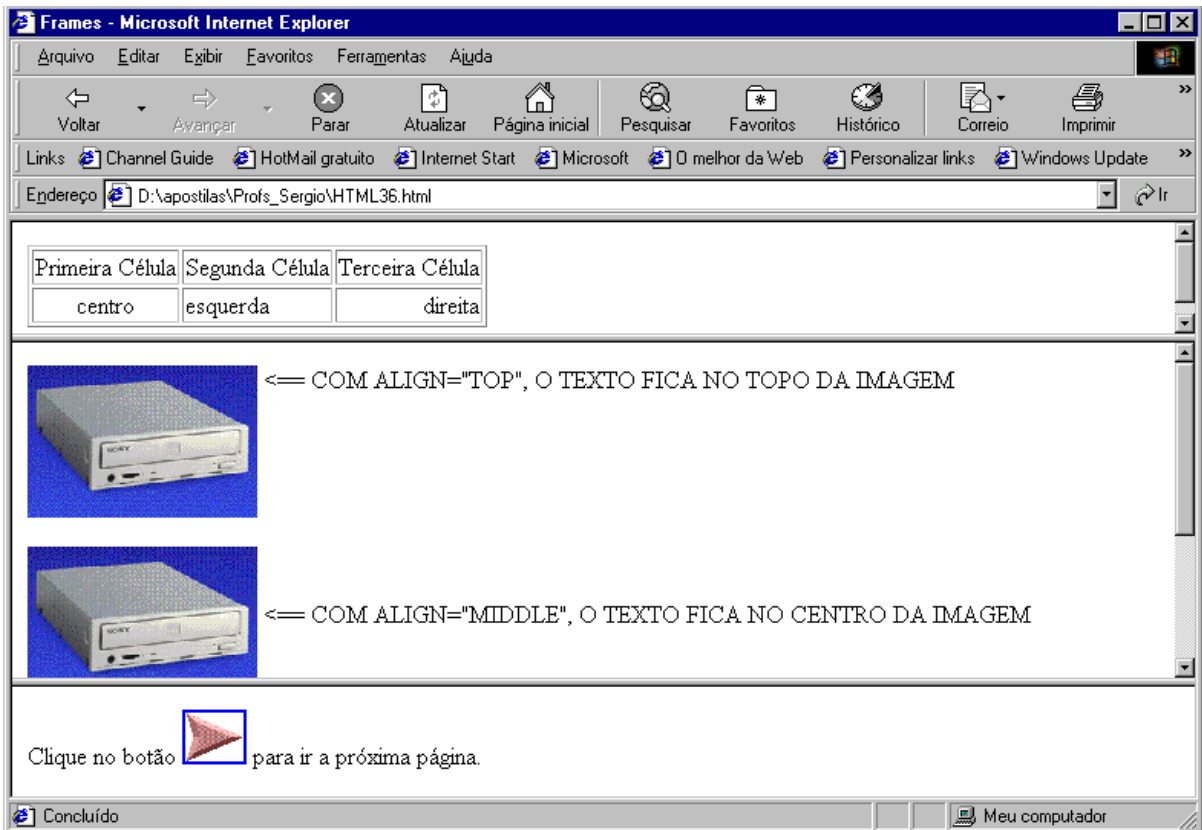 Frames - Microsoft Internet Explorer
Arquivo Editar Exibir Favoritos Ferramentas Ajuda
Voltar Avançar Parar Atualizar Página inicial Pesquisar Favoritos Histórico Correio Imprimir »
Links Channel Guide HotMail gratuito Internet Start Microsoft O melhor da Web Personalizar links Windows Update »
Endereço D:\apostilas\Profs_Sergio\HTML36.html Ir
Primeira Célula Segunda Célula Terceira Célula
centro esquerda direita
<== COM ALIGN="TOP", O TEXTO FICA NO TOPO DA IMAGEM
SONY
<== COM ALIGN="MIDDLE", O TEXTO FICA NO CENTRO DA IMAGEM
SONY
Clique no botão para ir a próxima página.
Concluído Meu computador